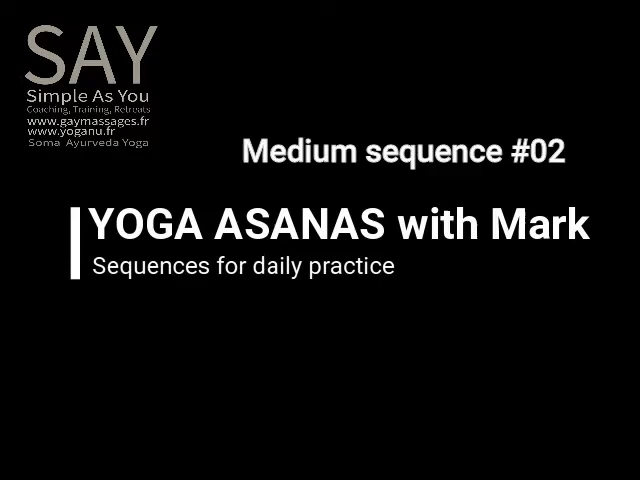 SAY
Simple As You
Coaching, Training, Retreats
www.gaymassages.fr
www.yoganu.fr
Soma Ayurveda Yoga
Medium sequence #02
YOGA ASANAS with Mark
Sequences for daily practice